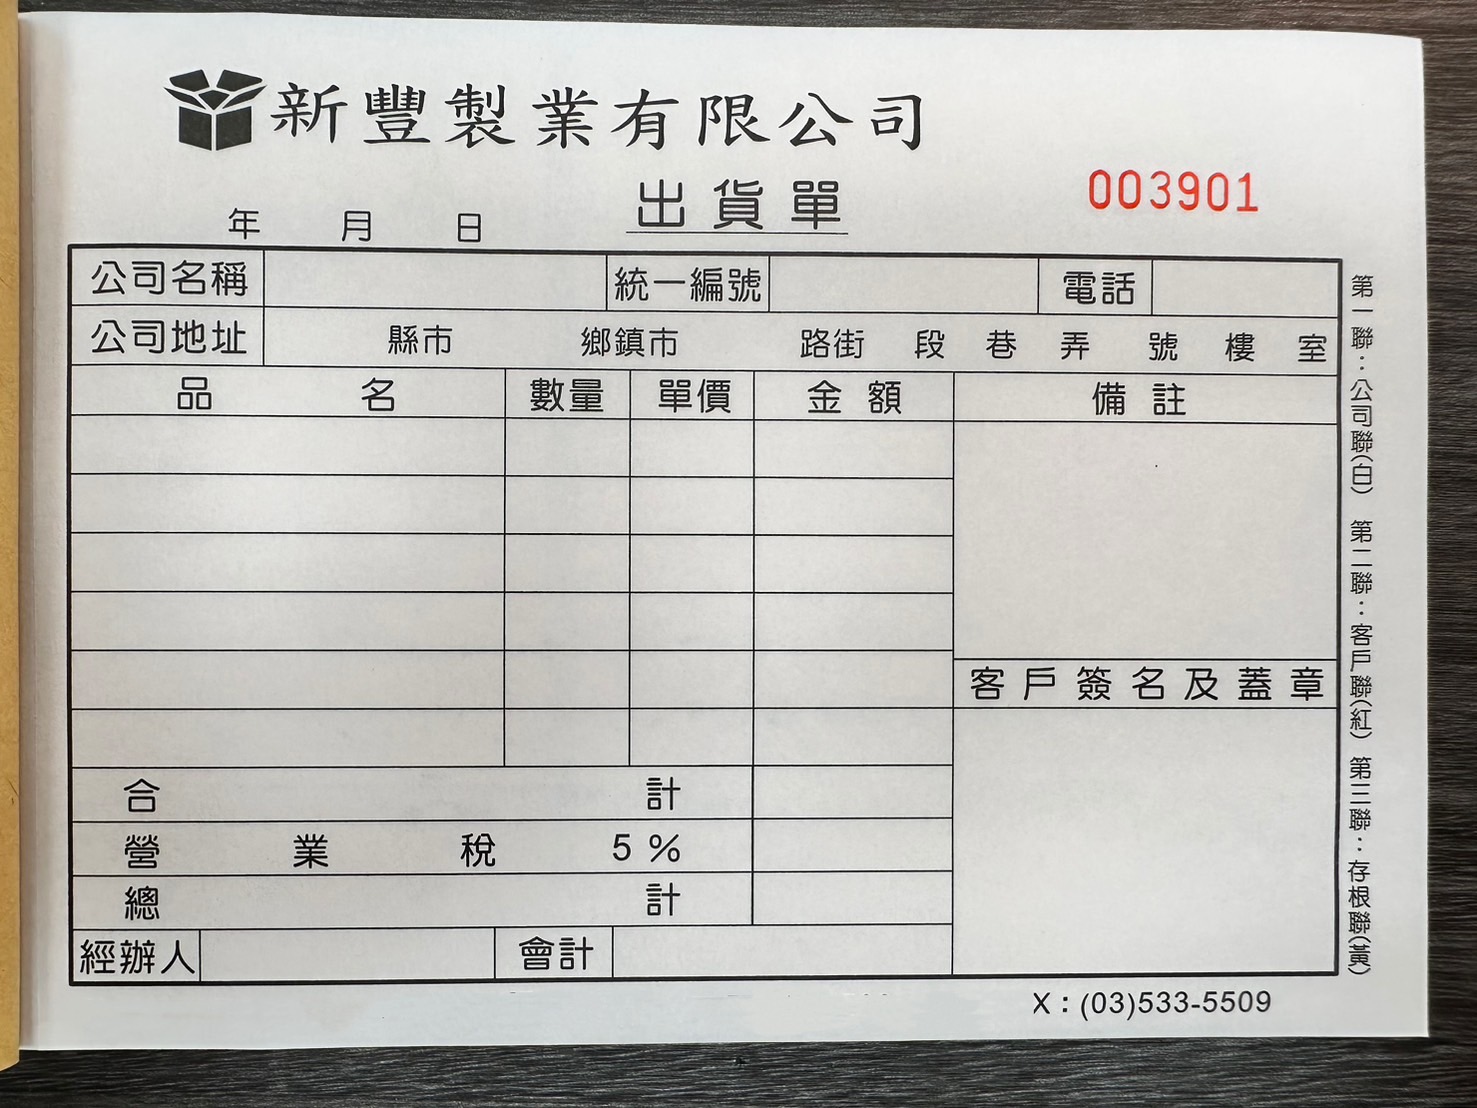 新豐製業有限公司
出貨單
003901
年 月 日
公司名稱 統一編號 電話
公司地址 縣市 鄉鎮市 路街 段 巷 弄 號 樓 室
品名 數量 單價 金額 備註
客戶簽名及蓋章
合計
營業稅 5%
總計
經辦人 會計
第一聯：公司聯(白) 第二聯：客戶聯(紅) 第三聯：存根聯(黃)
X：(03)533-5509